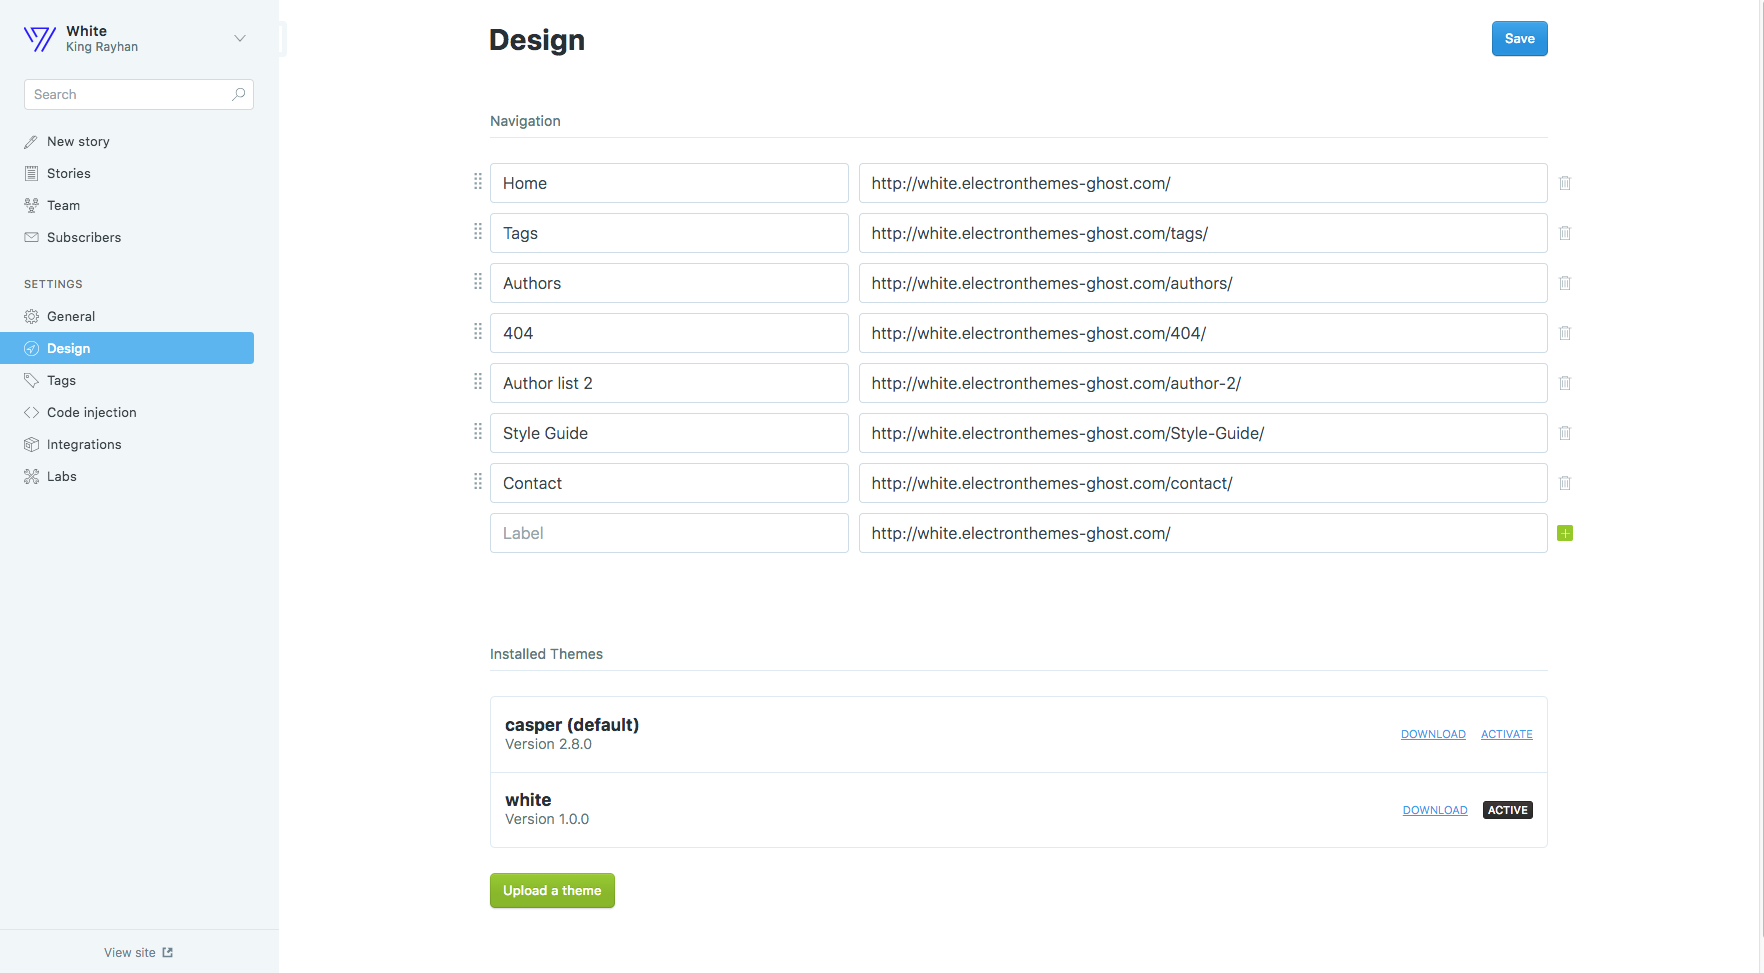 White
King Rayhan
Search
New story
Stories
Team
Subscribers
SETTINGS
General
Design
Tags
Code injection
Integrations
Labs
View site
Design
Save
Navigation
Home http://white.electronthemes-ghost.com/
Tags http://white.electronthemes-ghost.com/tags/
Authors http://white.electronthemes-ghost.com/authors/
404 http://white.electronthemes-ghost.com/404/
Author list 2 http://white.electronthemes-ghost.com/author-2/
Style Guide http://white.electronthemes-ghost.com/Style-Guide/
Contact http://white.electronthemes-ghost.com/contact/
Label http://white.electronthemes-ghost.com/
Installed Themes
casper (default)
Version 2.8.0
DOWNLOAD ACTIVATE
white
Version 1.0.0
DOWNLOAD ACTIVE
Upload a theme